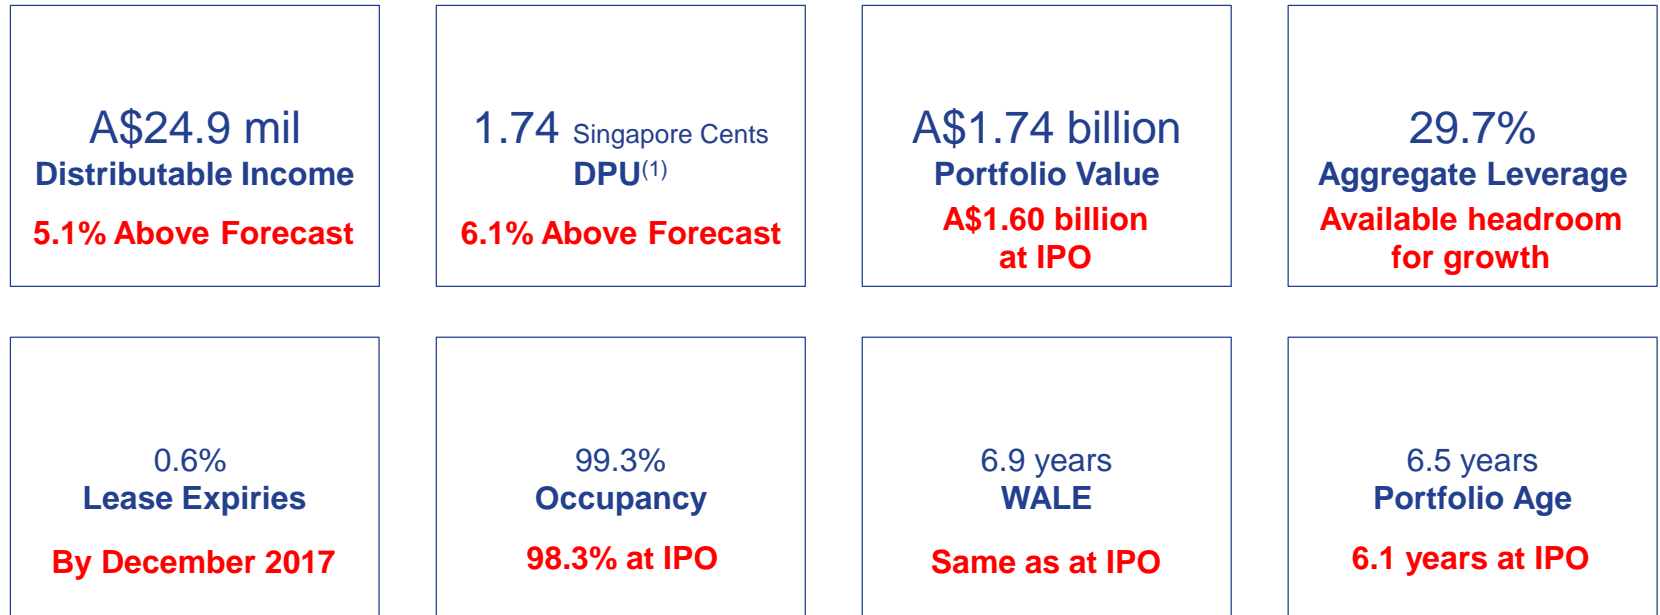 A$24.9 mil
Distributable Income
5.1% Above Forecast
1.74 Singapore Cents
DPU(1)
6.1% Above Forecast
A$1.74 billion
Portfolio Value
A$1.60 billion
at IPO
29.7%
Aggregate Leverage
Available headroom
for growth
0.6%
Lease Expiries
By December 2017
99.3%
Occupancy
98.3% at IPO
6.9 years
WALE
Same as at IPO
6.5 years
Portfolio Age
6.1 years at IPO